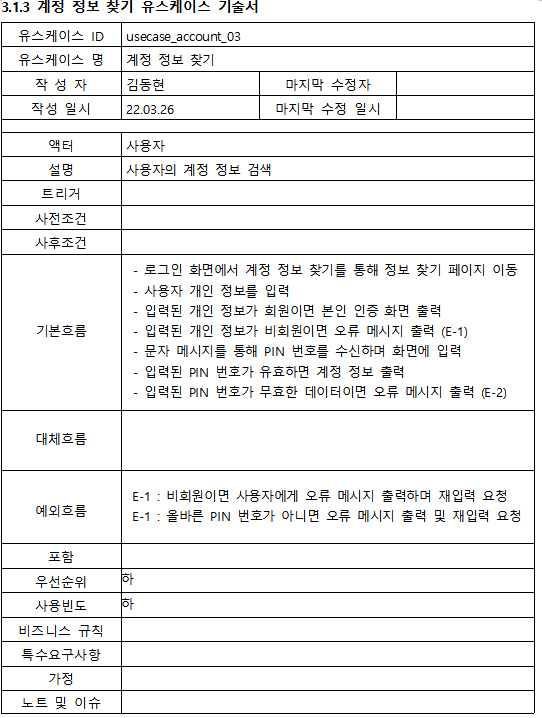 3.1.3 계정 정보 찾기 유스케이스 기술서
유스케이스 ID usecase_account_03
유스케이스 명 계정 정보 찾기
작 성 자 김동현 마지막 수정자
작성 일시 22.03.26 마지막 수정 일시
액터 사용자
설명 사용자의 계정 정보 검색
트리거
사전조건
사후조건
기본흐름
- 로그인 화면에서 계정 정보 찾기를 통해 정보 찾기 페이지 이동
- 사용자 개인 정보를 입력
- 입력된 개인 정보가 회원이면 본인 인증 화면 출력
- 입력된 개인 정보가 비회원이면 오류 메시지 출력 (E-1)
- 문자 메시지를 통해 PIN 번호를 수신하며 화면에 입력
- 입력된 PIN 번호가 유효하면 계정 정보 출력
- 입력된 PIN 번호가 무효한 데이터이면 오류 메시지 출력 (E-2)
대체흐름
예외흐름
E-1 : 비회원이면 사용자에게 오류 메시지 출력하며 재입력 요청
E-1 : 올바른 PIN 번호가 아니면 오류 메시지 출력 및 재입력 요청
포함
우선순위 하
사용빈도 하
비즈니스 규칙
특수요구사항
가정
노트 및 이슈